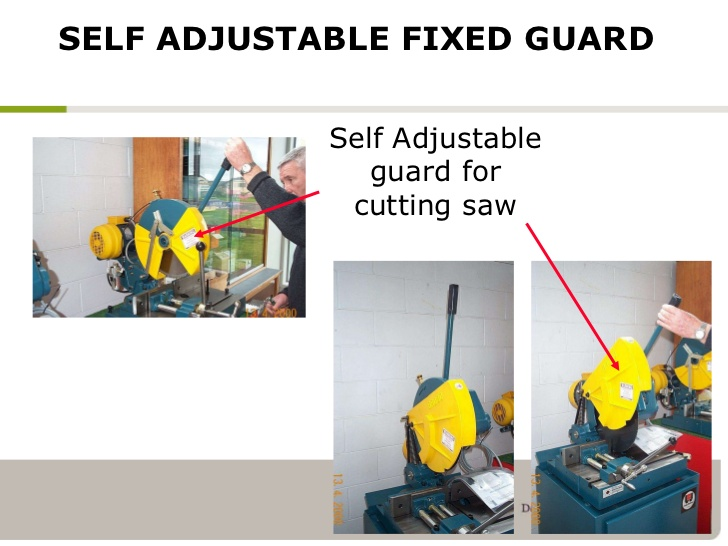 SELF ADJUSTABLE FIXED GUARD
Self Adjustable
guard for
cutting saw